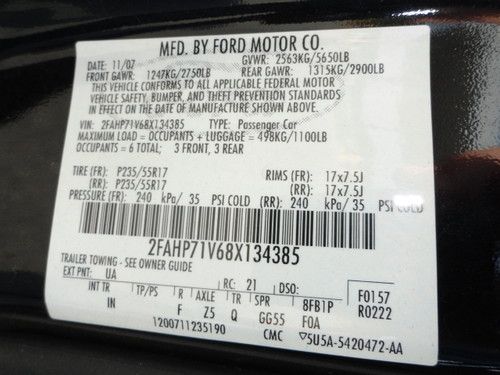 MFD. BY FORD MOTOR CO.
DATE: 11/07 GVWR: 2563KG/5650LB
FRONT GAWR: 1247KG/2750LB REAR GAWR: 1315KG/2900LB
THIS VEHICLE CONFORMS TO ALL APPLICABLE FEDERAL MOTOR
VEHICLE SAFETY, BUMPER, AND THEFT PREVENTION STANDARDS
IN EFFECT ON THE DATE OF MANUFACTURE SHOWN ABOVE.
VIN: 2FAHP71V68X134385 TYPE: Passenger Car
MAXIMUM LOAD = OCCUPANTS + LUGGAGE = 498KG/1100LB
OCCUPANTS = 6 TOTAL; 3 FRONT, 3 REAR
TIRE (FR): P235/55R17 RIMS (FR): 17x7.5J
(RR): P235/55R17 (RR): 17x7.5J
PRESSURE (FR): 240 kPa/ 35 PSI COLD (RR): 240 kPa/ 35 PSI COLD
2FAHP71V68X134385
TRAILER TOWING - SEE OWNER GUIDE
EXT PNT: UA RC: 21 DSO: F0157
INT TR TP/PS R AXLE TR SPR 8FB1P R0222
IN F Z5 Q GG55 F0A
1200711235190 CMC ▽5U5A-5420472-AA